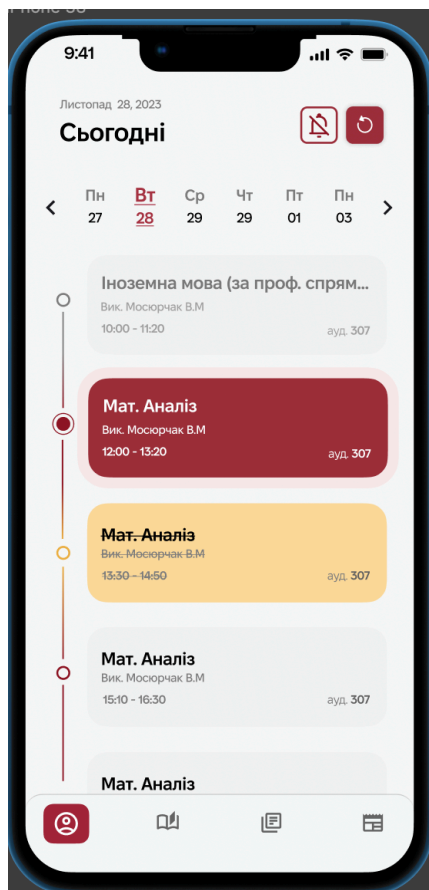 9:41
Листопад 28, 2023
Сьогодні
Пн Вт Ср Чт Пт Пн
27 28 29 29 01 03
Іноземна мова (за проф. спрям...
Вик. Мосюрчак В.М
10:00 - 11:20 ауд. 307
Мат. Аналіз
Вик. Мосюрчак В.М
12:00 - 13:20 ауд. 307
Мат. Аналіз
Вик. Мосюрчак В.М
13:30 - 14:50 ауд. 307
Мат. Аналіз
Вик. Мосюрчак В.М
15:10 - 16:30 ауд. 307
Мат. Аналіз